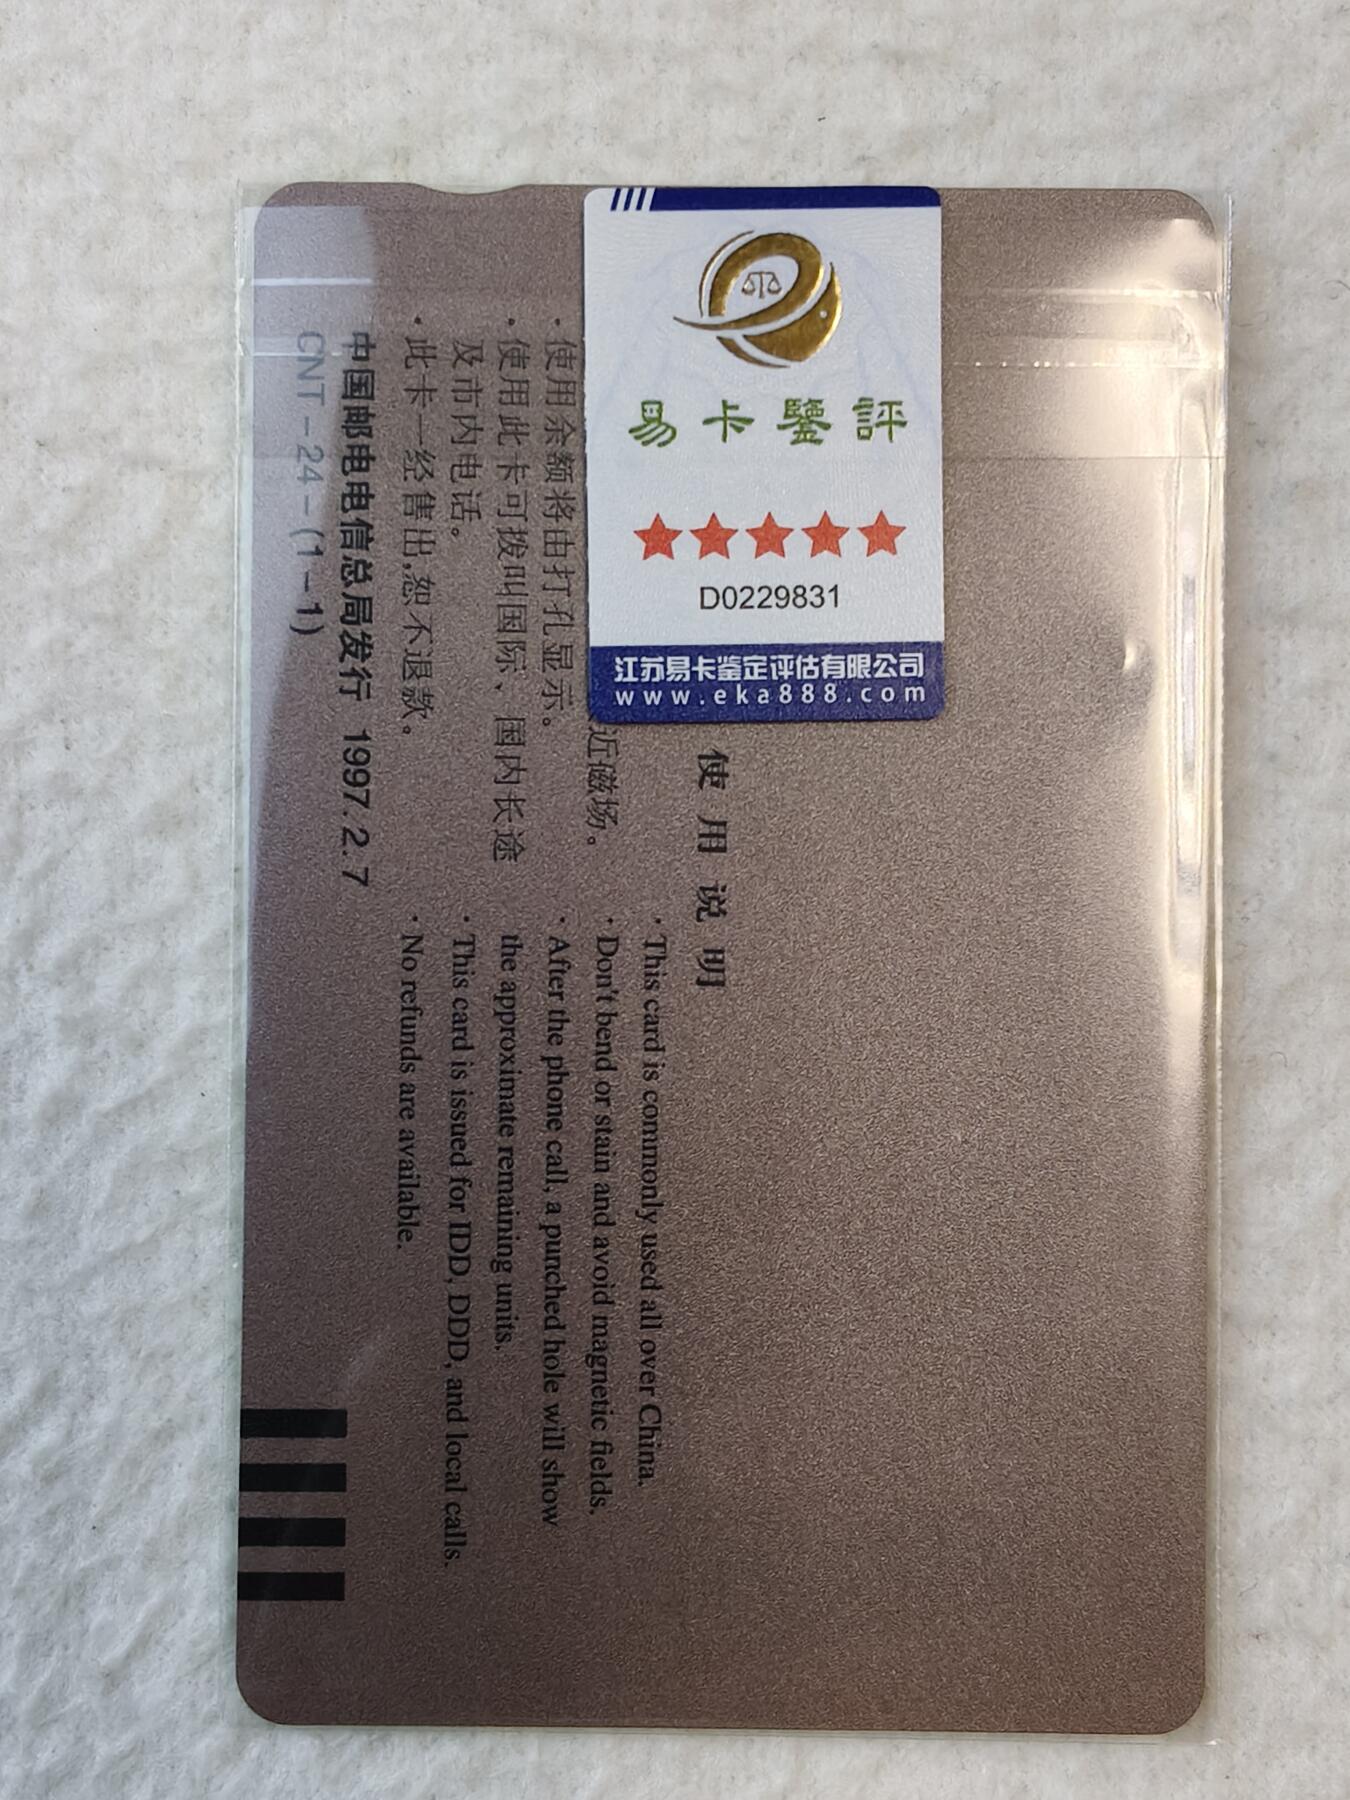 易卡鑒評
D0229831
江苏易卡鉴定评估有限公司
www.eka888.com
使用说明
近磁场。
·使用余额将由打孔显示。
·使用此卡可拨叫国际、国内长途
及市内电话。
·此卡一经售出,恕不退款。
中国邮电电信总局发行 1997.2.7
CNT-24-(1-1)
·This card is commonly used all over China.
·Don't bend or stain and avoid magnetic fields.
·After the phone call, a punched hole will show
the approximate remaining units.
·This card is issued for IDD, DDD, and local calls.
·No refunds are available.